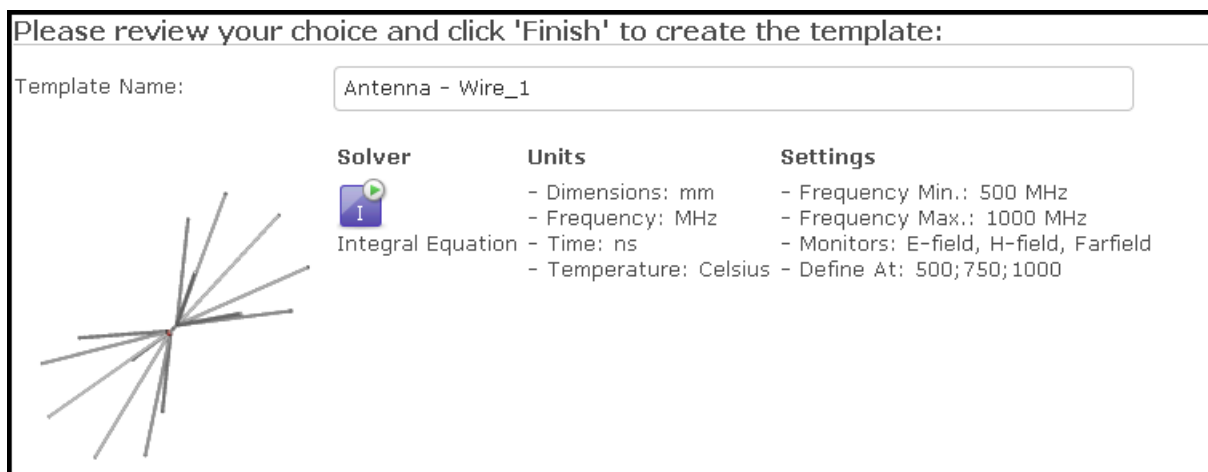 Please review your choice and click 'Finish' to create the template:
Template Name:
Antenna - Wire_1
Solver
I
Integral Equation
Units
- Dimensions: mm
- Frequency: MHz
- Time: ns
- Temperature: Celsius
Settings
- Frequency Min.: 500 MHz
- Frequency Max.: 1000 MHz
- Monitors: E-field, H-field, Farfield
- Define At: 500;750;1000